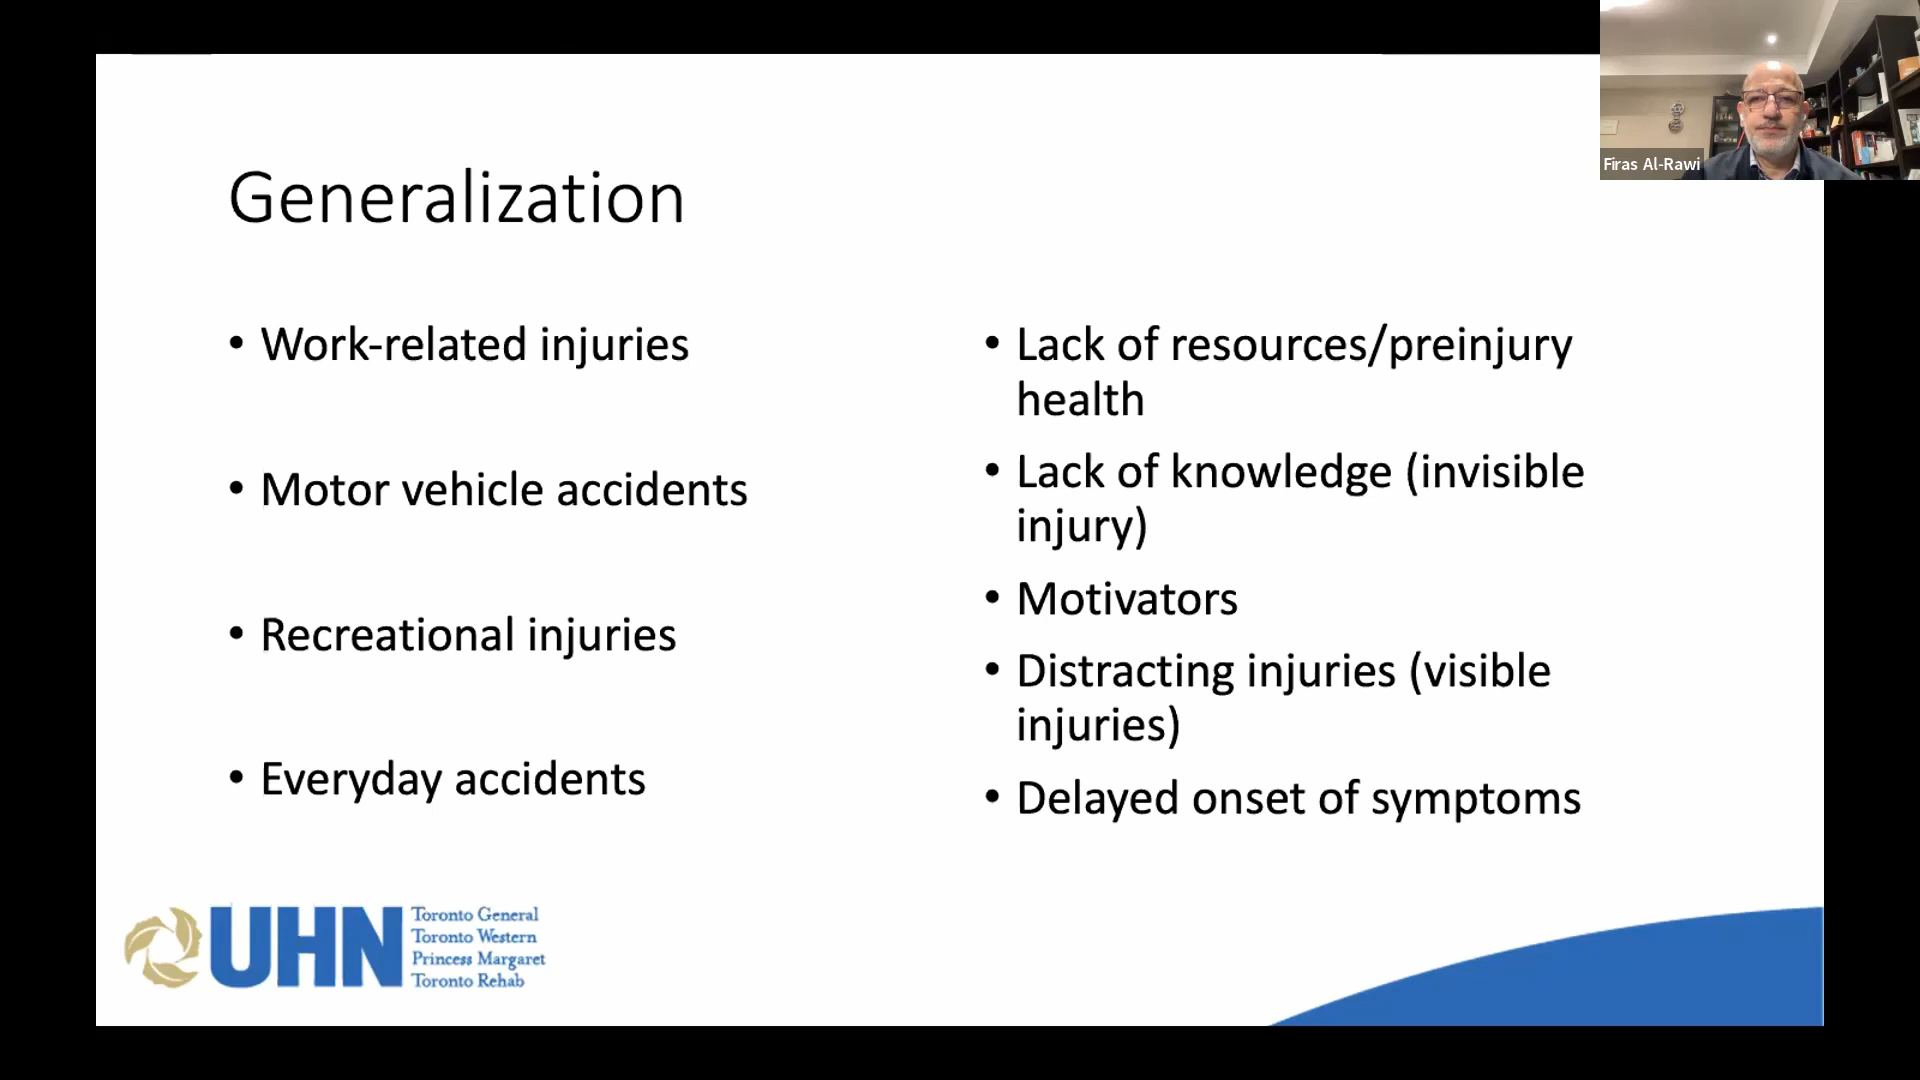 Firas Al-Rawi
Generalization
• Work-related injuries
• Motor vehicle accidents
• Recreational injuries
• Everyday accidents
• Lack of resources/preinjury
health
• Lack of knowledge (invisible
injury)
• Motivators
• Distracting injuries (visible
injuries)
• Delayed onset of symptoms
UHN
Toronto General
Toronto Western
Princess Margaret
Toronto Rehab